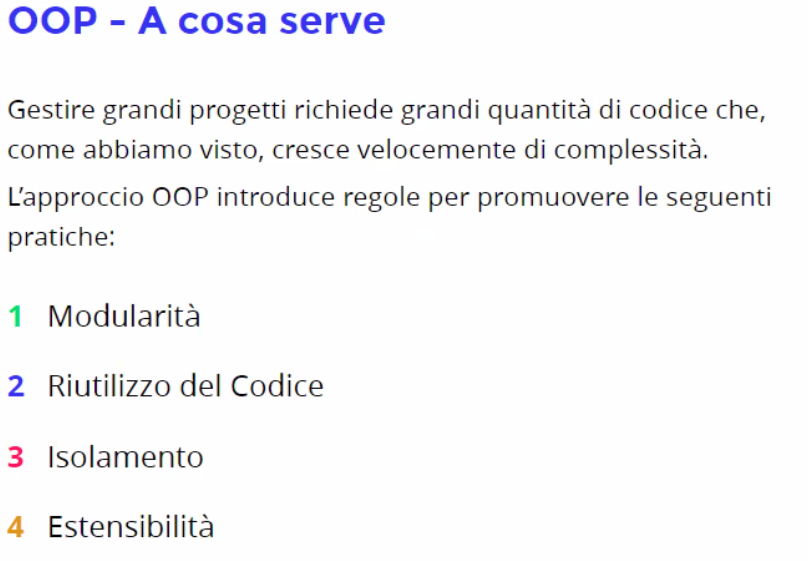 OOP - A cosa serve
Gestire grandi progetti richiede grandi quantità di codice che,
come abbiamo visto, cresce velocemente di complessità.
L'approccio OOP introduce regole per promuovere le seguenti
pratiche:
1 Modularità
2 Riutilizzo del Codice
3 Isolamento
4 Estensibilità